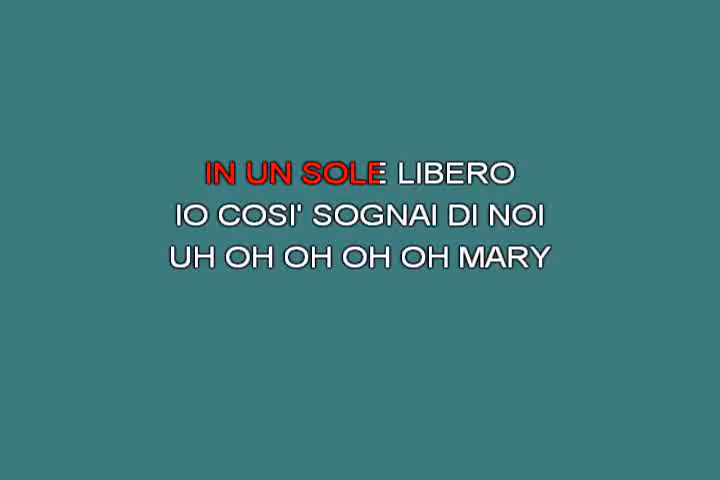 IN UN SOLE LIBERO
IO COSI' SOGNAI DI NOI
UH OH OH OH OH MARY